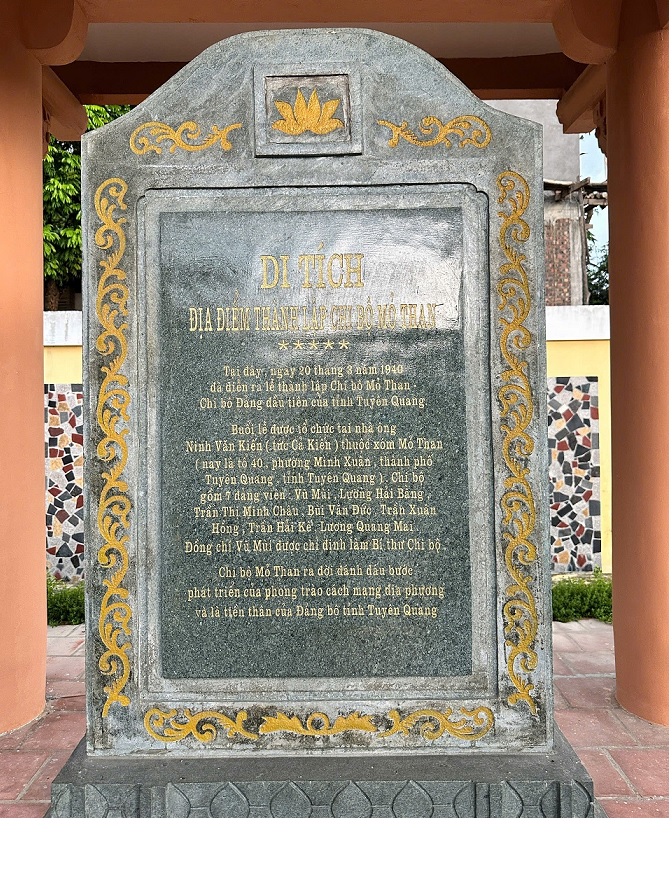 DI TÍCH
ĐỊA ĐIỂM THÀNH LẬP CHI BỘ MỎ THAN
★★★★★
Tại đây, ngày 20 tháng 3 năm 1940
đã diễn ra lễ thành lập Chi bộ Mỏ Than -
Chi bộ Đảng đầu tiên của tỉnh Tuyên Quang.
Buổi lễ được tổ chức tại nhà ông
Ninh Văn Kiến ( tức Cả Kiến ) thuộc xóm Mỏ Than
( nay là tổ 40 , phường Minh Xuân , thành phố
Tuyên Quang , tỉnh Tuyên Quang ) . Chi bộ
gồm 7 đảng viên : Vũ Mùi , Lương Hải Bằng ,
Trần Thị Minh Châu , Bùi Văn Đức , Trần Xuân
Hồng , Trần Hải Kế , Lương Quang Mai .
Đồng chí Vũ Mùi được chỉ định làm Bí thư Chi bộ .
Chi bộ Mỏ Than ra đời đánh dấu bước
phát triển của phong trào cách mạng địa phương
và là tiền thân của Đảng bộ tỉnh Tuyên Quang